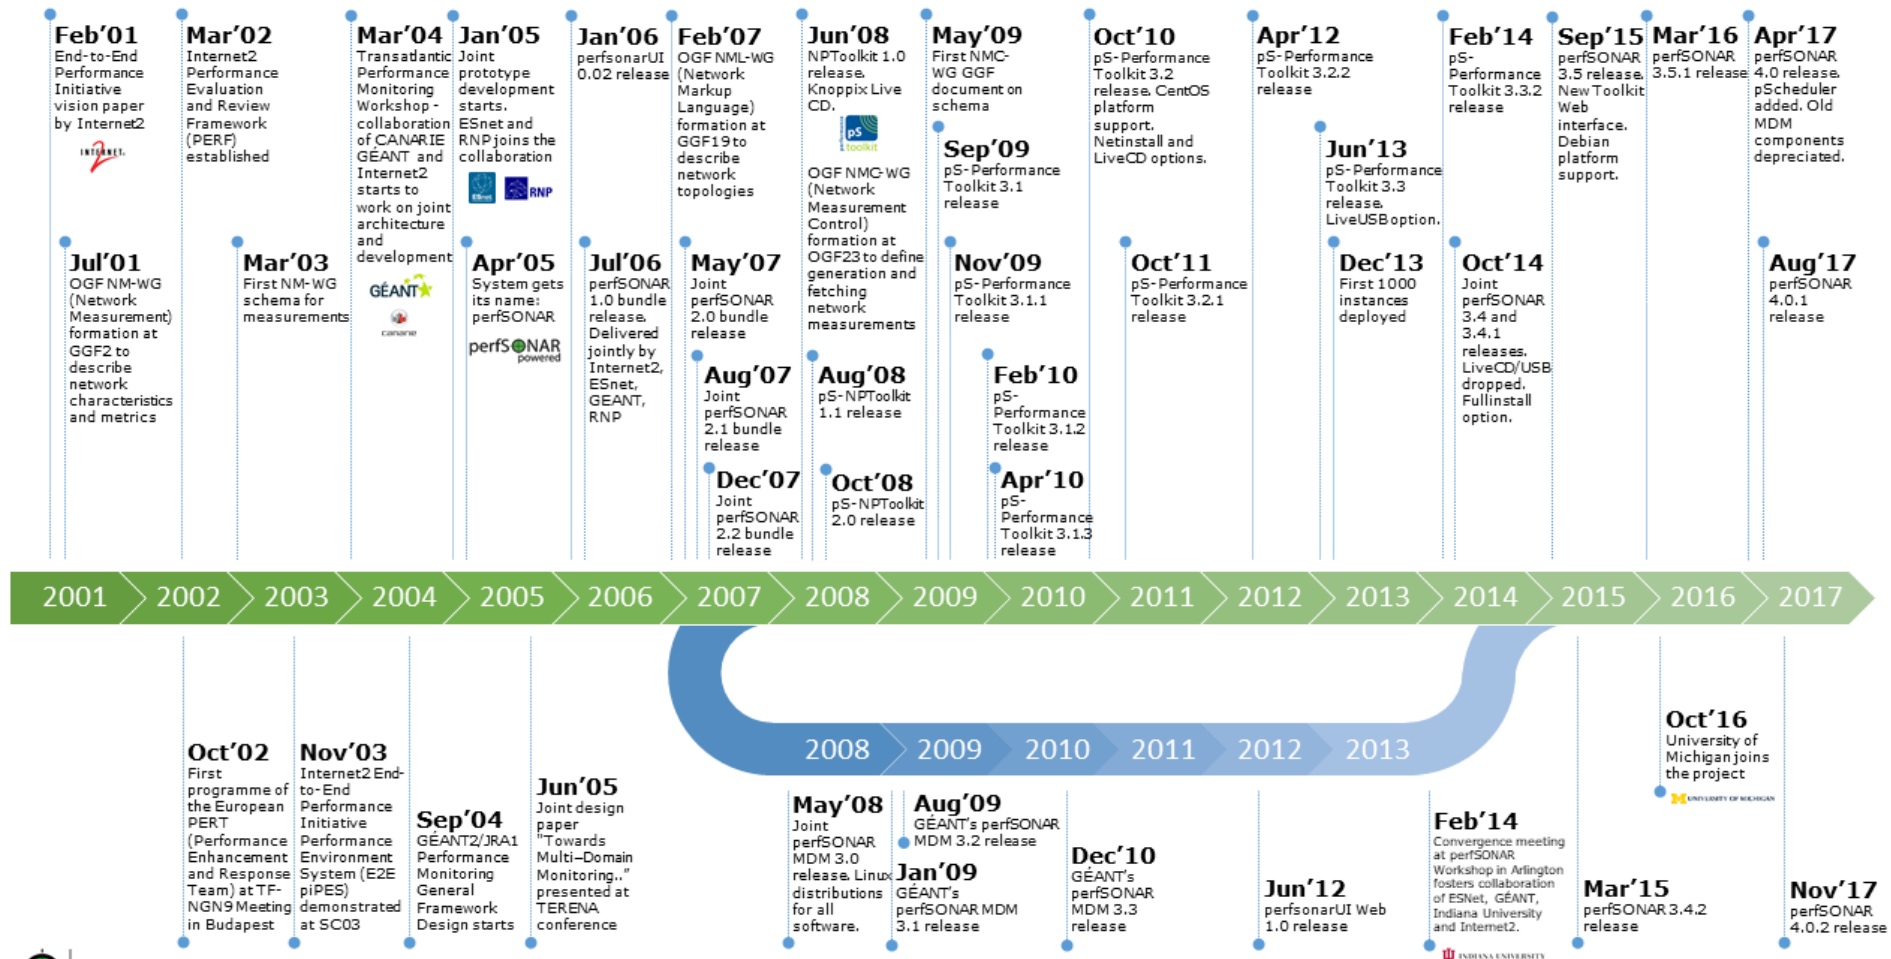 Feb'01
End-to-End
Performance
Initiative
vision paper
by Internet2
INTERNET
2
Mar'02
Internet2
Performance
Evaluation
and Review
Framework
(PERF)
established
Mar'04
Transatlantic
Performance
Monitoring
Workshop -
collaboration
of CANARIE
GÉANT and
Internet2
starts to
work on joint
architecture
and
development
GÉANT
canarie
Jan'05
Joint
prototype
development
starts.
ESnet and
RNP joins the
collaboration
ESnet
RNP
Jan'06
perfsonarUI
0.02 release
Feb'07
OGF NML-WG
(Network
Markup
Language)
formation at
GGF19 to
describe
network
topologies
Jun'08
NPToolkit 1.0
release.
Knoppix Live
CD.
pS
toolkit
OGF NMC-WG
(Network
Measurement
Control)
formation at
OGF23 to define
generation and
fetching
network
measurements
May'09
First NMC-
WG GGF
document on
schema
Oct'10
pS-Performance
Toolkit 3.2
release. CentOS
platform
support.
Netinstall and
LiveCD options.
Apr'12
pS-Performance
Toolkit 3.2.2
release
Feb'14
pS-
Performance
Toolkit 3.3.2
release
Sep'15
perfSONAR
3.5 release.
New Toolkit
Web
interface.
Debian
platform
support.
Mar'16
perfSONAR
3.5.1 release
Apr'17
perfSONAR
4.0 release.
pScheduler
added. Old
MDM
components
depreciated.
Sep'09
pS-Performance
Toolkit 3.1
release
Jun'13
pS-Performance
Toolkit 3.3
release.
LiveUSB option.
Jul'01
OGF NM-WG
(Network
Measurement)
formation at
GGF2 to
describe
network
characteristics
and metrics
Mar'03
First NM-WG
schema for
measurements
Apr'05
System gets
its name:
perfSONAR
perfSONAR
powered
Jul'06
perfSONAR
1.0 bundle
release.
Delivered
jointly by
Internet2,
ESnet,
GEANT,
RNP
May'07
Joint
perfSONAR
2.0 bundle
release
Nov'09
pS-Performance
Toolkit 3.1.1
release
Oct'11
pS-Performance
Toolkit 3.2.1
release
Dec'13
First 1000
instances
deployed
Oct'14
Joint
perfSONAR
3.4 and
3.4.1
releases.
LiveCD/USB
dropped.
Fullinstall
option.
Aug'17
perfSONAR
4.0.1
release
Aug'07
Joint
perfSONAR
2.1 bundle
release
Aug'08
pS-NPToolkit
1.1 release
Feb'10
pS-
Performance
Toolkit 3.1.2
release
Dec'07
Joint
perfSONAR
2.2 bundle
release
Oct'08
pS-NPToolkit
2.0 release
Apr'10
pS-
Performance
Toolkit 3.1.3
release
2001 2002 2003 2004 2005 2006 2007 2008 2009 2010 2011 2012 2013 2014 2015 2016 2017
2008 2009 2010 2011 2012 2013
Oct'02
First
programme of
the European
PERT
(Performance
Enhancement
and Response
Team) at TF-
NGN9 Meeting
in Budapest
Nov'03
Internet2 End-
to-End
Performance
Initiative
Performance
Environment
System (E2E
piPES)
demonstrated
at SC03
Sep'04
GÉANT2/JRA1
Performance
Monitoring
General
Framework
Design starts
Jun'05
Joint design
paper
"Towards
Multi–Domain
Monitoring.."
presented at
TERENA
conference
May'08
Joint
perfSONAR
MDM 3.0
release. Linux
distributions
for all
software.
Aug'09
GÉANT's perfSONAR
MDM 3.2 release
Jan'09
GÉANT's
perfSONAR MDM
3.1 release
Dec'10
GÉANT's
perfSONAR
MDM 3.3
release
Jun'12
perfsonarUI Web
1.0 release
Feb'14
Convergence meeting
at perfSONAR
Workshop in Arlington
fosters collaboration
of ESNet, GÉANT,
Indiana University
and Internet2.
INDIANA UNIVERSITY
Mar'15
perfSONAR 3.4.2
release
Oct'16
University of
Michigan joins
the project
UNIVERSITY OF MICHIGAN
Nov'17
perfSONAR
4.0.2 release